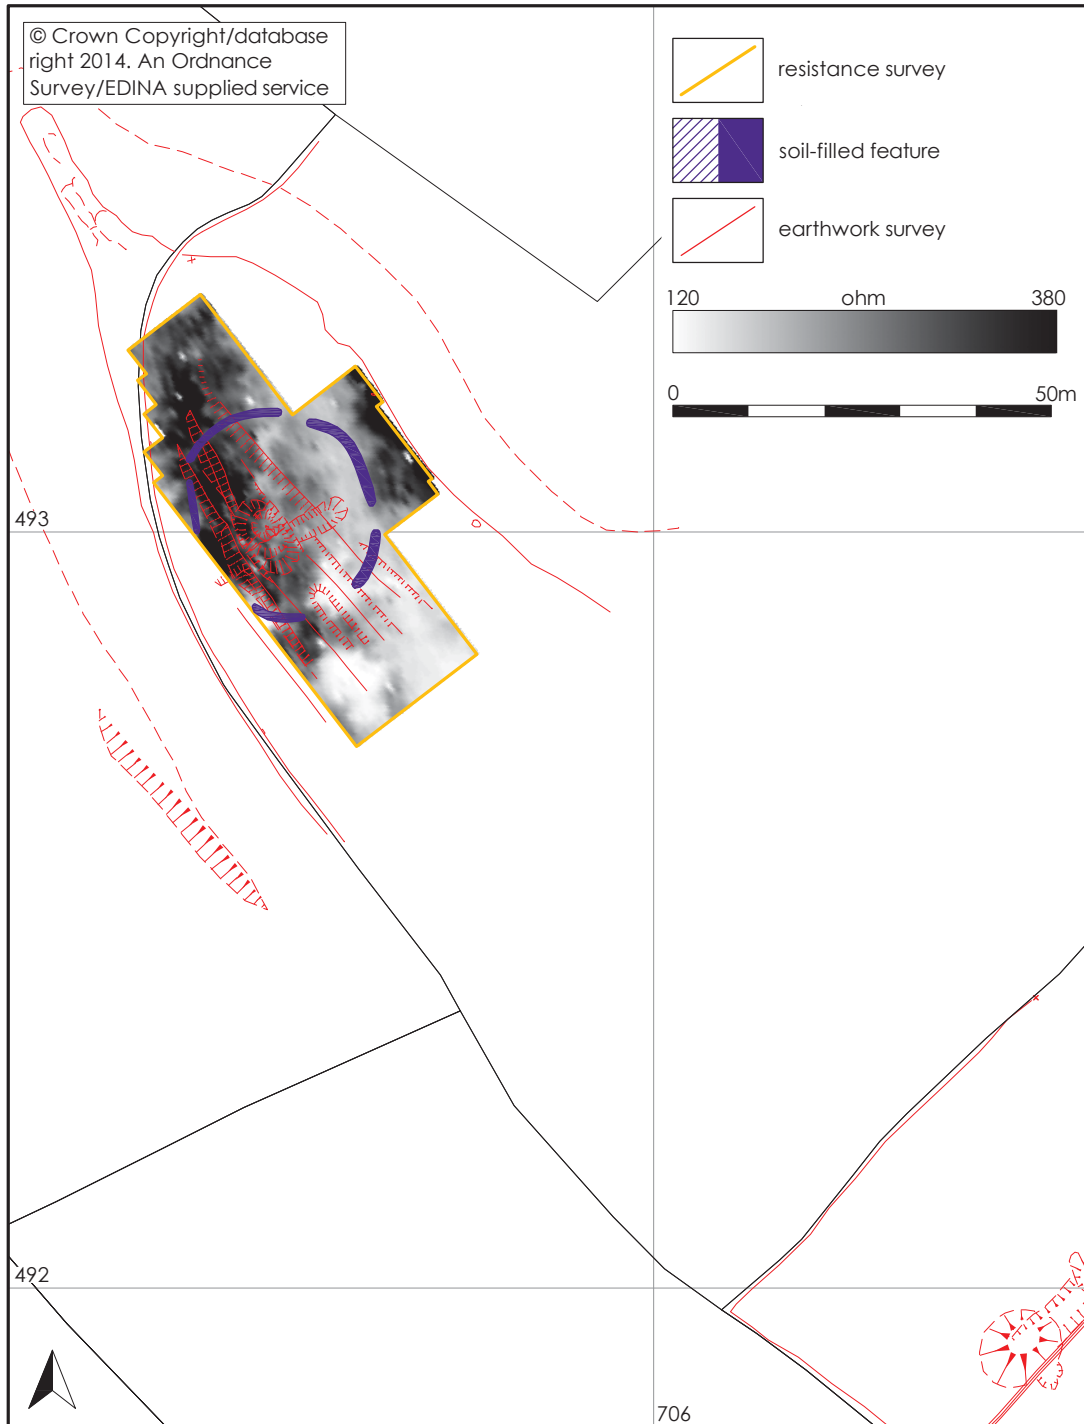 © Crown Copyright/database
right 2014. An Ordnance
Survey/EDINA supplied service
resistance survey
soil-filled feature
earthwork survey
120 ohm 380
0 50m
493
492
706